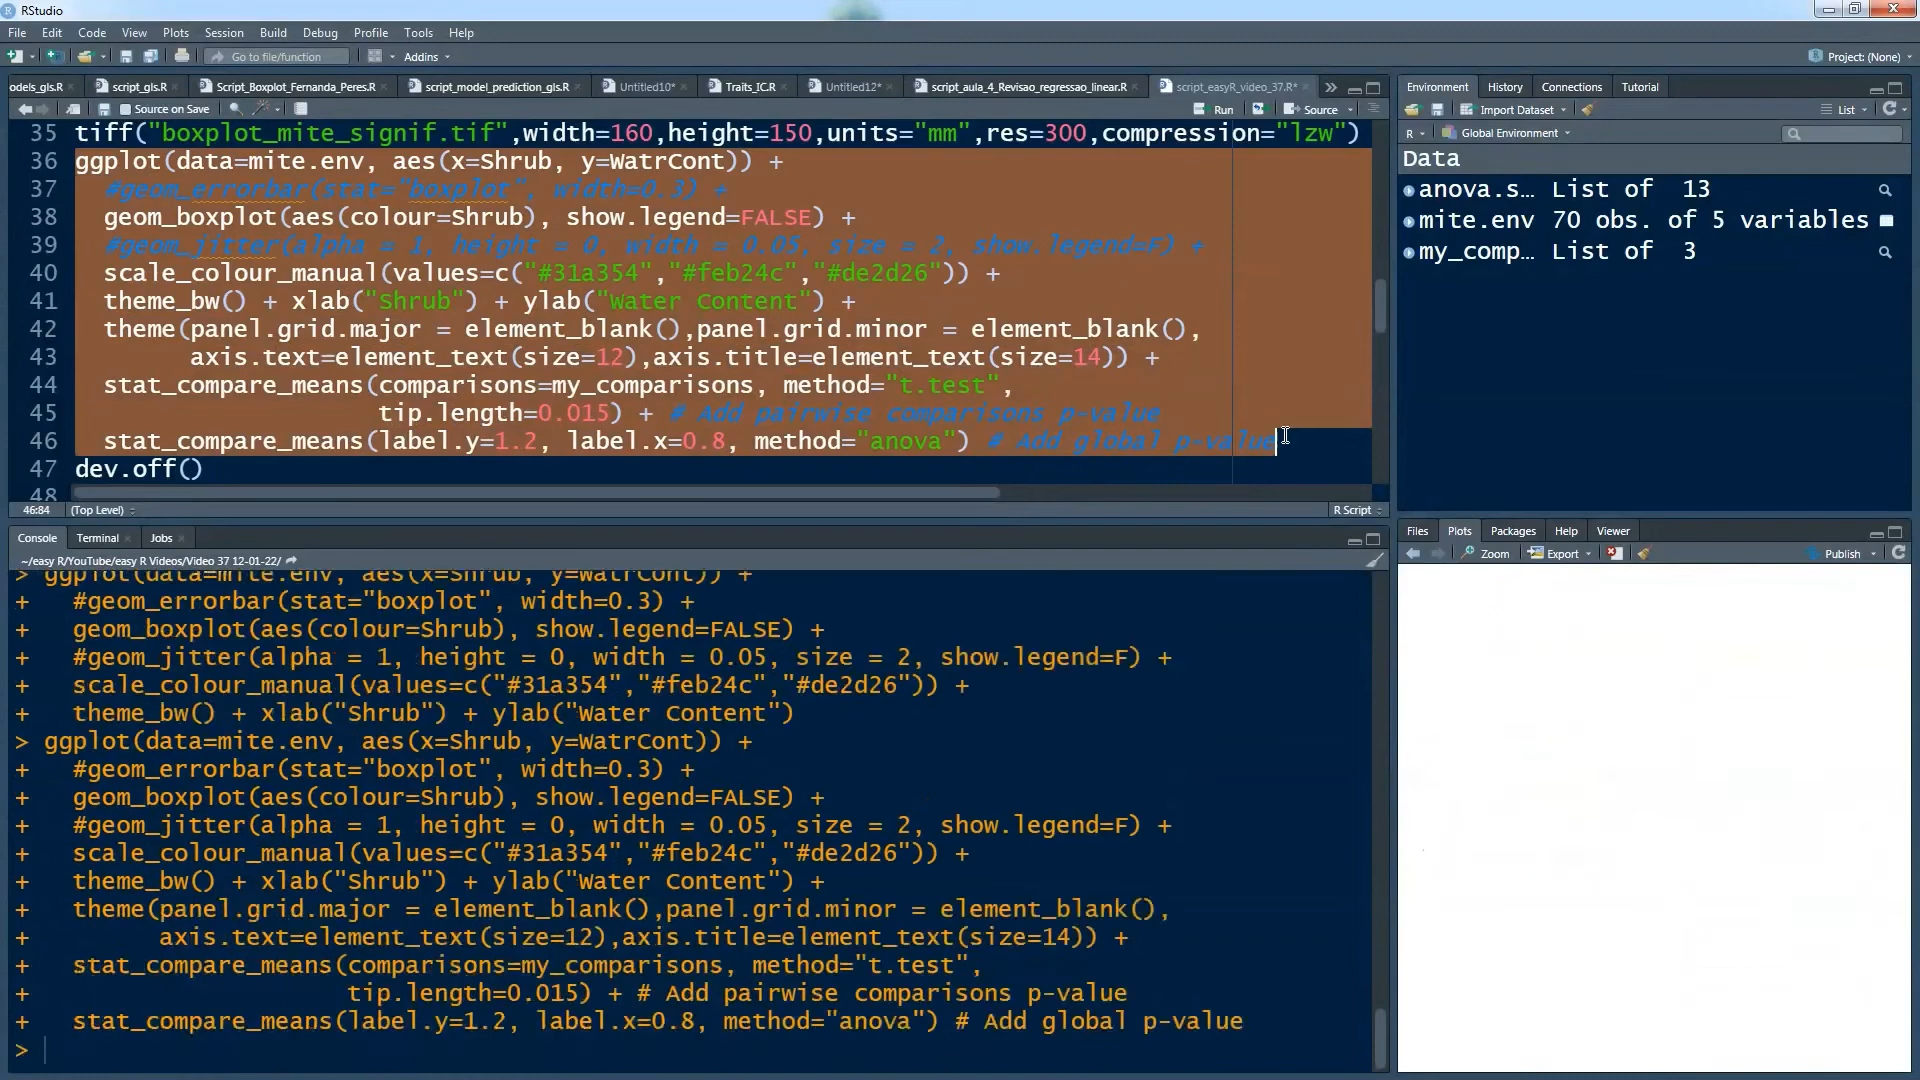 RStudio
File Edit Code View Plots Session Build Debug Profile Tools Help
Go to file/function Addins Project: (None)
odels_gls.R script_gls.R Script_Boxplot_Fernanda_Peres.R script_model_prediction_gls.R Untitled10* Traits_IC.R Untitled12* script_aula_4_Revisao_regressao_linear.R script_easyR_video_37.R*
Source on Save Run Source
35 tiff("boxplot_mite_signif.tif",width=160,height=150,units="mm",res=300,compression="lzw")
36 ggplot(data=mite.env, aes(x=Shrub, y=WatrCont)) +
37 #geom_errorbar(stat="boxplot", width=0.3) +
38 geom_boxplot(aes(colour=Shrub), show.legend=FALSE) +
39 #geom_jitter(alpha = 1, height = 0, width = 0.05, size = 2, show.legend=F) +
40 scale_colour_manual(values=c("#31a354","#feb24c","#de2d26")) +
41 theme_bw() + xlab("Shrub") + ylab("Water Content") +
42 theme(panel.grid.major = element_blank(),panel.grid.minor = element_blank(),
43 axis.text=element_text(size=12),axis.title=element_text(size=14)) +
44 stat_compare_means(comparisons=my_comparisons, method="t.test",
45 tip.length=0.015) + # Add pairwise comparisons p-value
46 stat_compare_means(label.y=1.2, label.x=0.8, method="anova") # Add global p-value
47 dev.off()
48
46:84 (Top Level) R Script
Console Terminal Jobs
~/easy R/YouTube/easy R Videos/Video 37 12-01-22/
> ggplot(data=mite.env, aes(x=Shrub, y=WatrCont)) +
+ #geom_errorbar(stat="boxplot", width=0.3) +
+ geom_boxplot(aes(colour=Shrub), show.legend=FALSE) +
+ #geom_jitter(alpha = 1, height = 0, width = 0.05, size = 2, show.legend=F) +
+ scale_colour_manual(values=c("#31a354","#feb24c","#de2d26")) +
+ theme_bw() + xlab("Shrub") + ylab("Water Content")
> ggplot(data=mite.env, aes(x=Shrub, y=WatrCont)) +
+ #geom_errorbar(stat="boxplot", width=0.3) +
+ geom_boxplot(aes(colour=Shrub), show.legend=FALSE) +
+ #geom_jitter(alpha = 1, height = 0, width = 0.05, size = 2, show.legend=F) +
+ scale_colour_manual(values=c("#31a354","#feb24c","#de2d26")) +
+ theme_bw() + xlab("Shrub") + ylab("Water Content") +
+ theme(panel.grid.major = element_blank(),panel.grid.minor = element_blank(),
+ axis.text=element_text(size=12),axis.title=element_text(size=14)) +
+ stat_compare_means(comparisons=my_comparisons, method="t.test",
+ tip.length=0.015) + # Add pairwise comparisons p-value
+ stat_compare_means(label.y=1.2, label.x=0.8, method="anova") # Add global p-value
>
Environment History Connections Tutorial
Import Dataset List
R Global Environment
Data
anova.s... List of 13
mite.env 70 obs. of 5 variables
my_comp... List of 3
Files Plots Packages Help Viewer
Zoom Export Publish